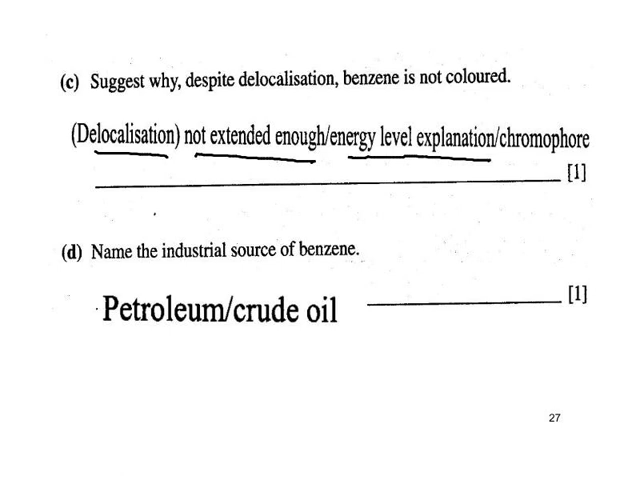 (c) Suggest why, despite delocalisation, benzene is not coloured.
(Delocalisation) not extended enough/energy level explanation/chromophore
[1]
(d) Name the industrial source of benzene.
Petroleum/crude oil
[1]
27